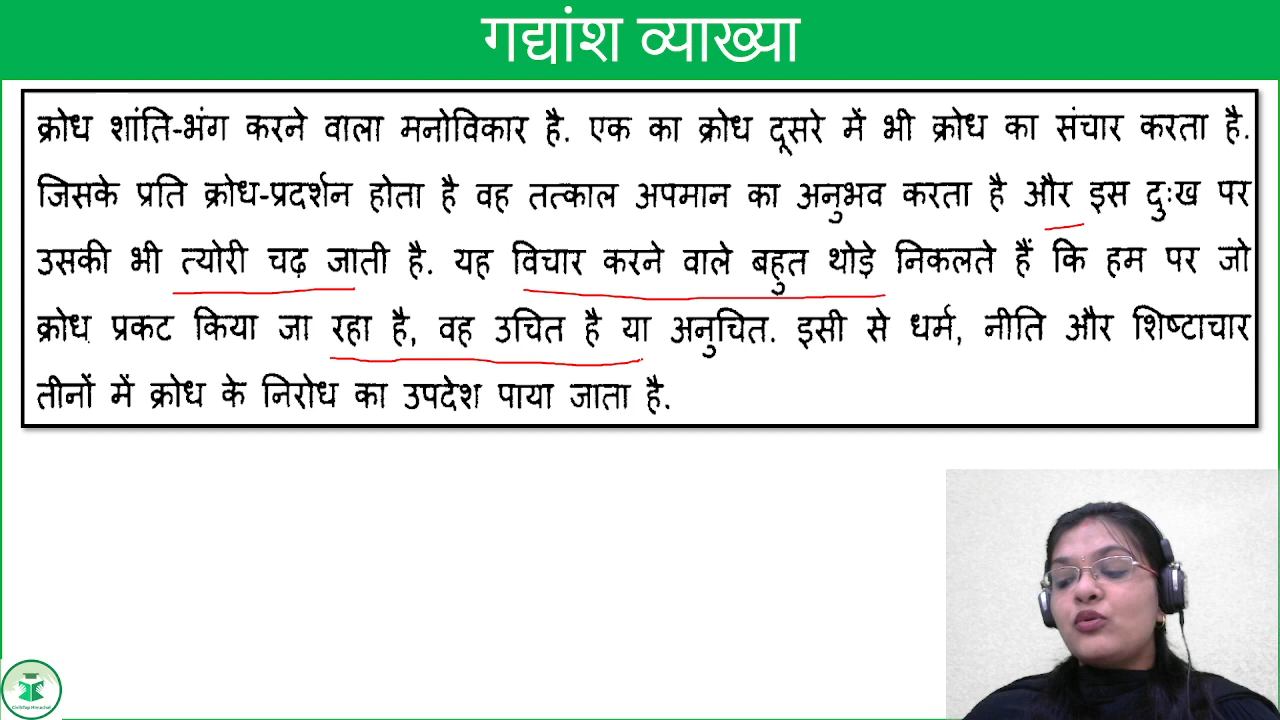 गद्यांश व्याख्या
क्रोध शांति-भंग करने वाला मनोविकार है. एक का क्रोध दूसरे में भी क्रोध का संचार करता है.
जिसके प्रति क्रोध-प्रदर्शन होता है वह तत्काल अपमान का अनुभव करता है और इस दुःख पर
उसकी भी त्योरी चढ़ जाती है. यह विचार करने वाले बहुत थोड़े निकलते हैं कि हम पर जो
क्रोध प्रकट किया जा रहा है, वह उचित है या अनुचित. इसी से धर्म, नीति और शिष्टाचार
तीनों में क्रोध के निरोध का उपदेश पाया जाता है.